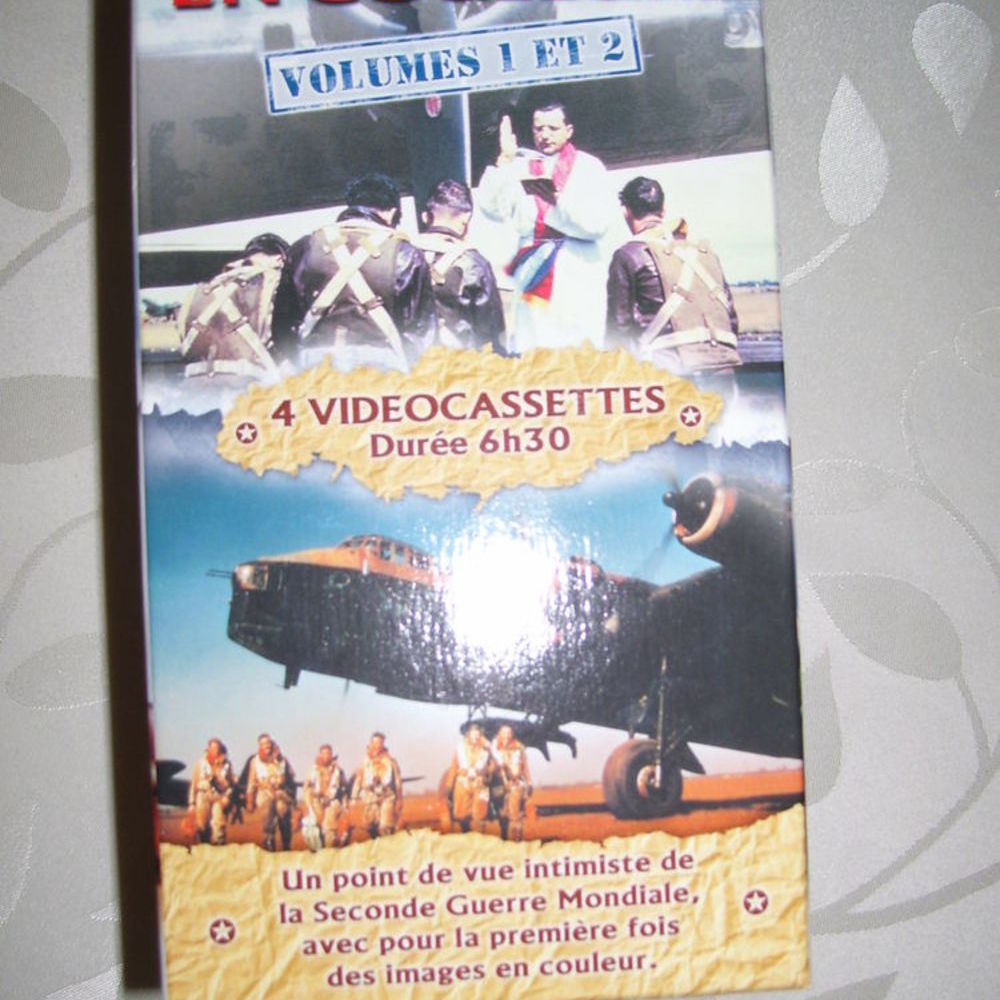 EN
VOLUMES 1 ET 2
4 VIDEOCASSETTES
Durée 6h30
Un point de vue intimiste de
la Seconde Guerre Mondiale,
avec pour la première fois
des images en couleur.